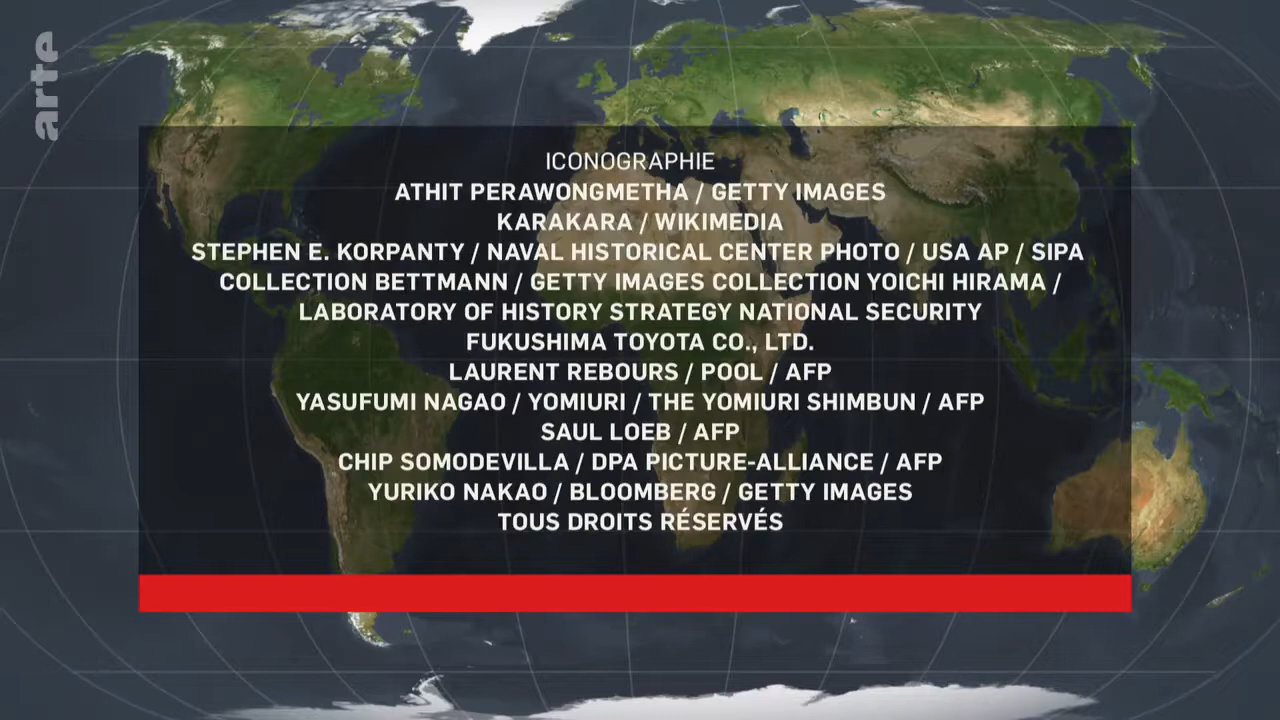 arte
ICONOGRAPHIE
ATHIT PERAWONGMETHA / GETTY IMAGES
KARAKARA / WIKIMEDIA
STEPHEN E. KORPANTY / NAVAL HISTORICAL CENTER PHOTO / USA AP / SIPA
COLLECTION BETTMANN / GETTY IMAGES COLLECTION YOICHI HIRAMA /
LABORATORY OF HISTORY STRATEGY NATIONAL SECURITY
FUKUSHIMA TOYOTA CO., LTD.
LAURENT REBOURS / POOL / AFP
YASUFUMI NAGAO / YOMIURI / THE YOMIURI SHIMBUN / AFP
SAUL LOEB / AFP
CHIP SOMODEVILLA / DPA PICTURE-ALLIANCE / AFP
YURIKO NAKAO / BLOOMBERG / GETTY IMAGES
TOUS DROITS RÉSERVÉS